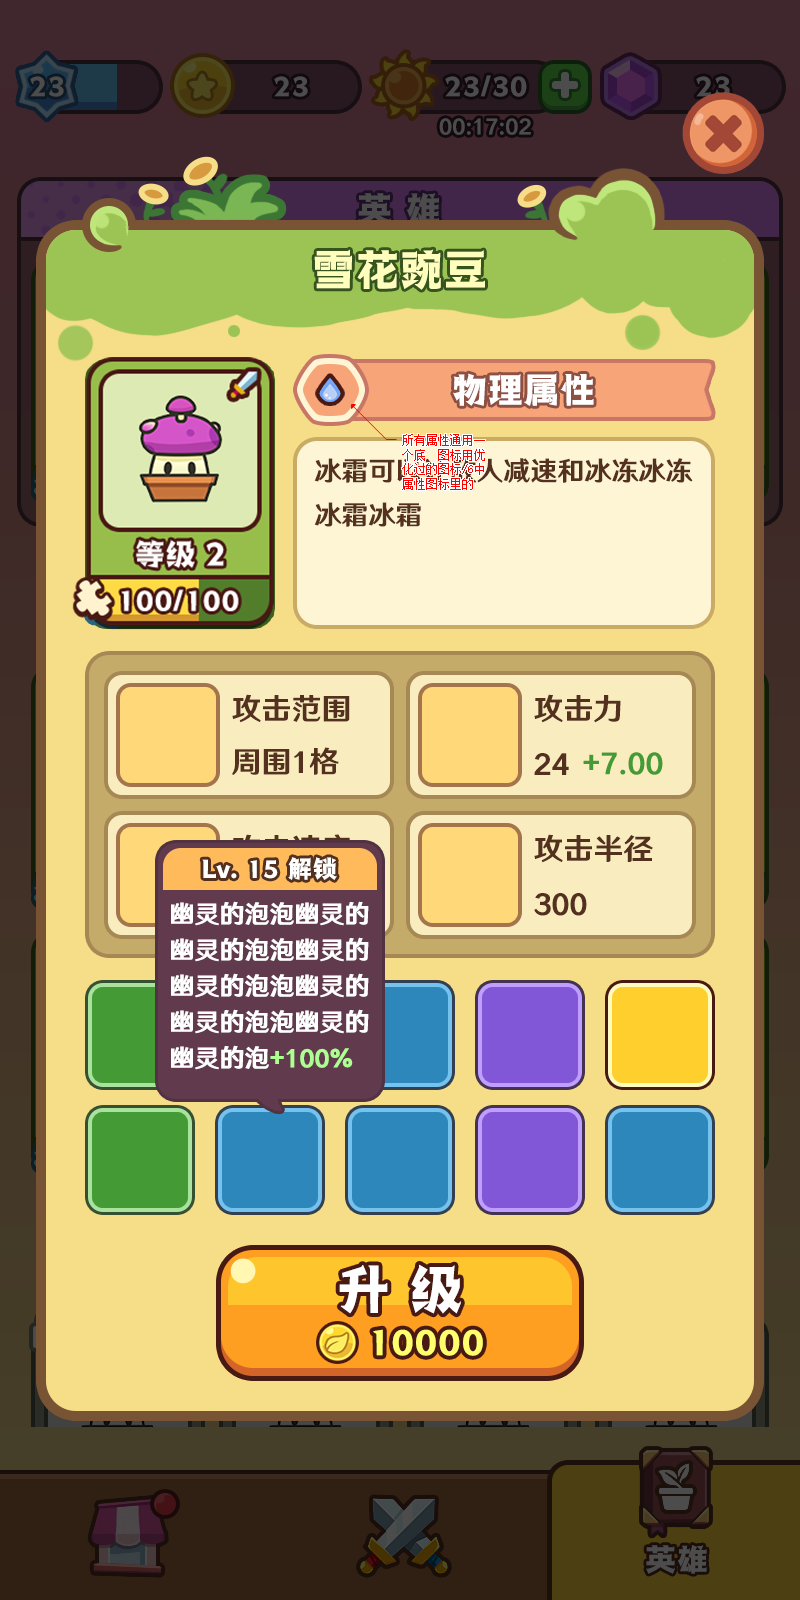 23
23
23/30
23
00:17:02
英 雄
雪花豌豆
物理属性
所有属性通用一
个底，图标用优
化过的图标/6中
属性图标里的
人减速和冰冻冰冻
冰霜冰霜
等级 2
100/100
攻击范围
周围1格
攻击力
24 +7.00
攻击半径
300
Lv. 15 解锁
幽灵的泡泡幽灵的
幽灵的泡泡幽灵的
幽灵的泡泡幽灵的
幽灵的泡泡幽灵的
幽灵的泡+100%
升 级
10000
英雄